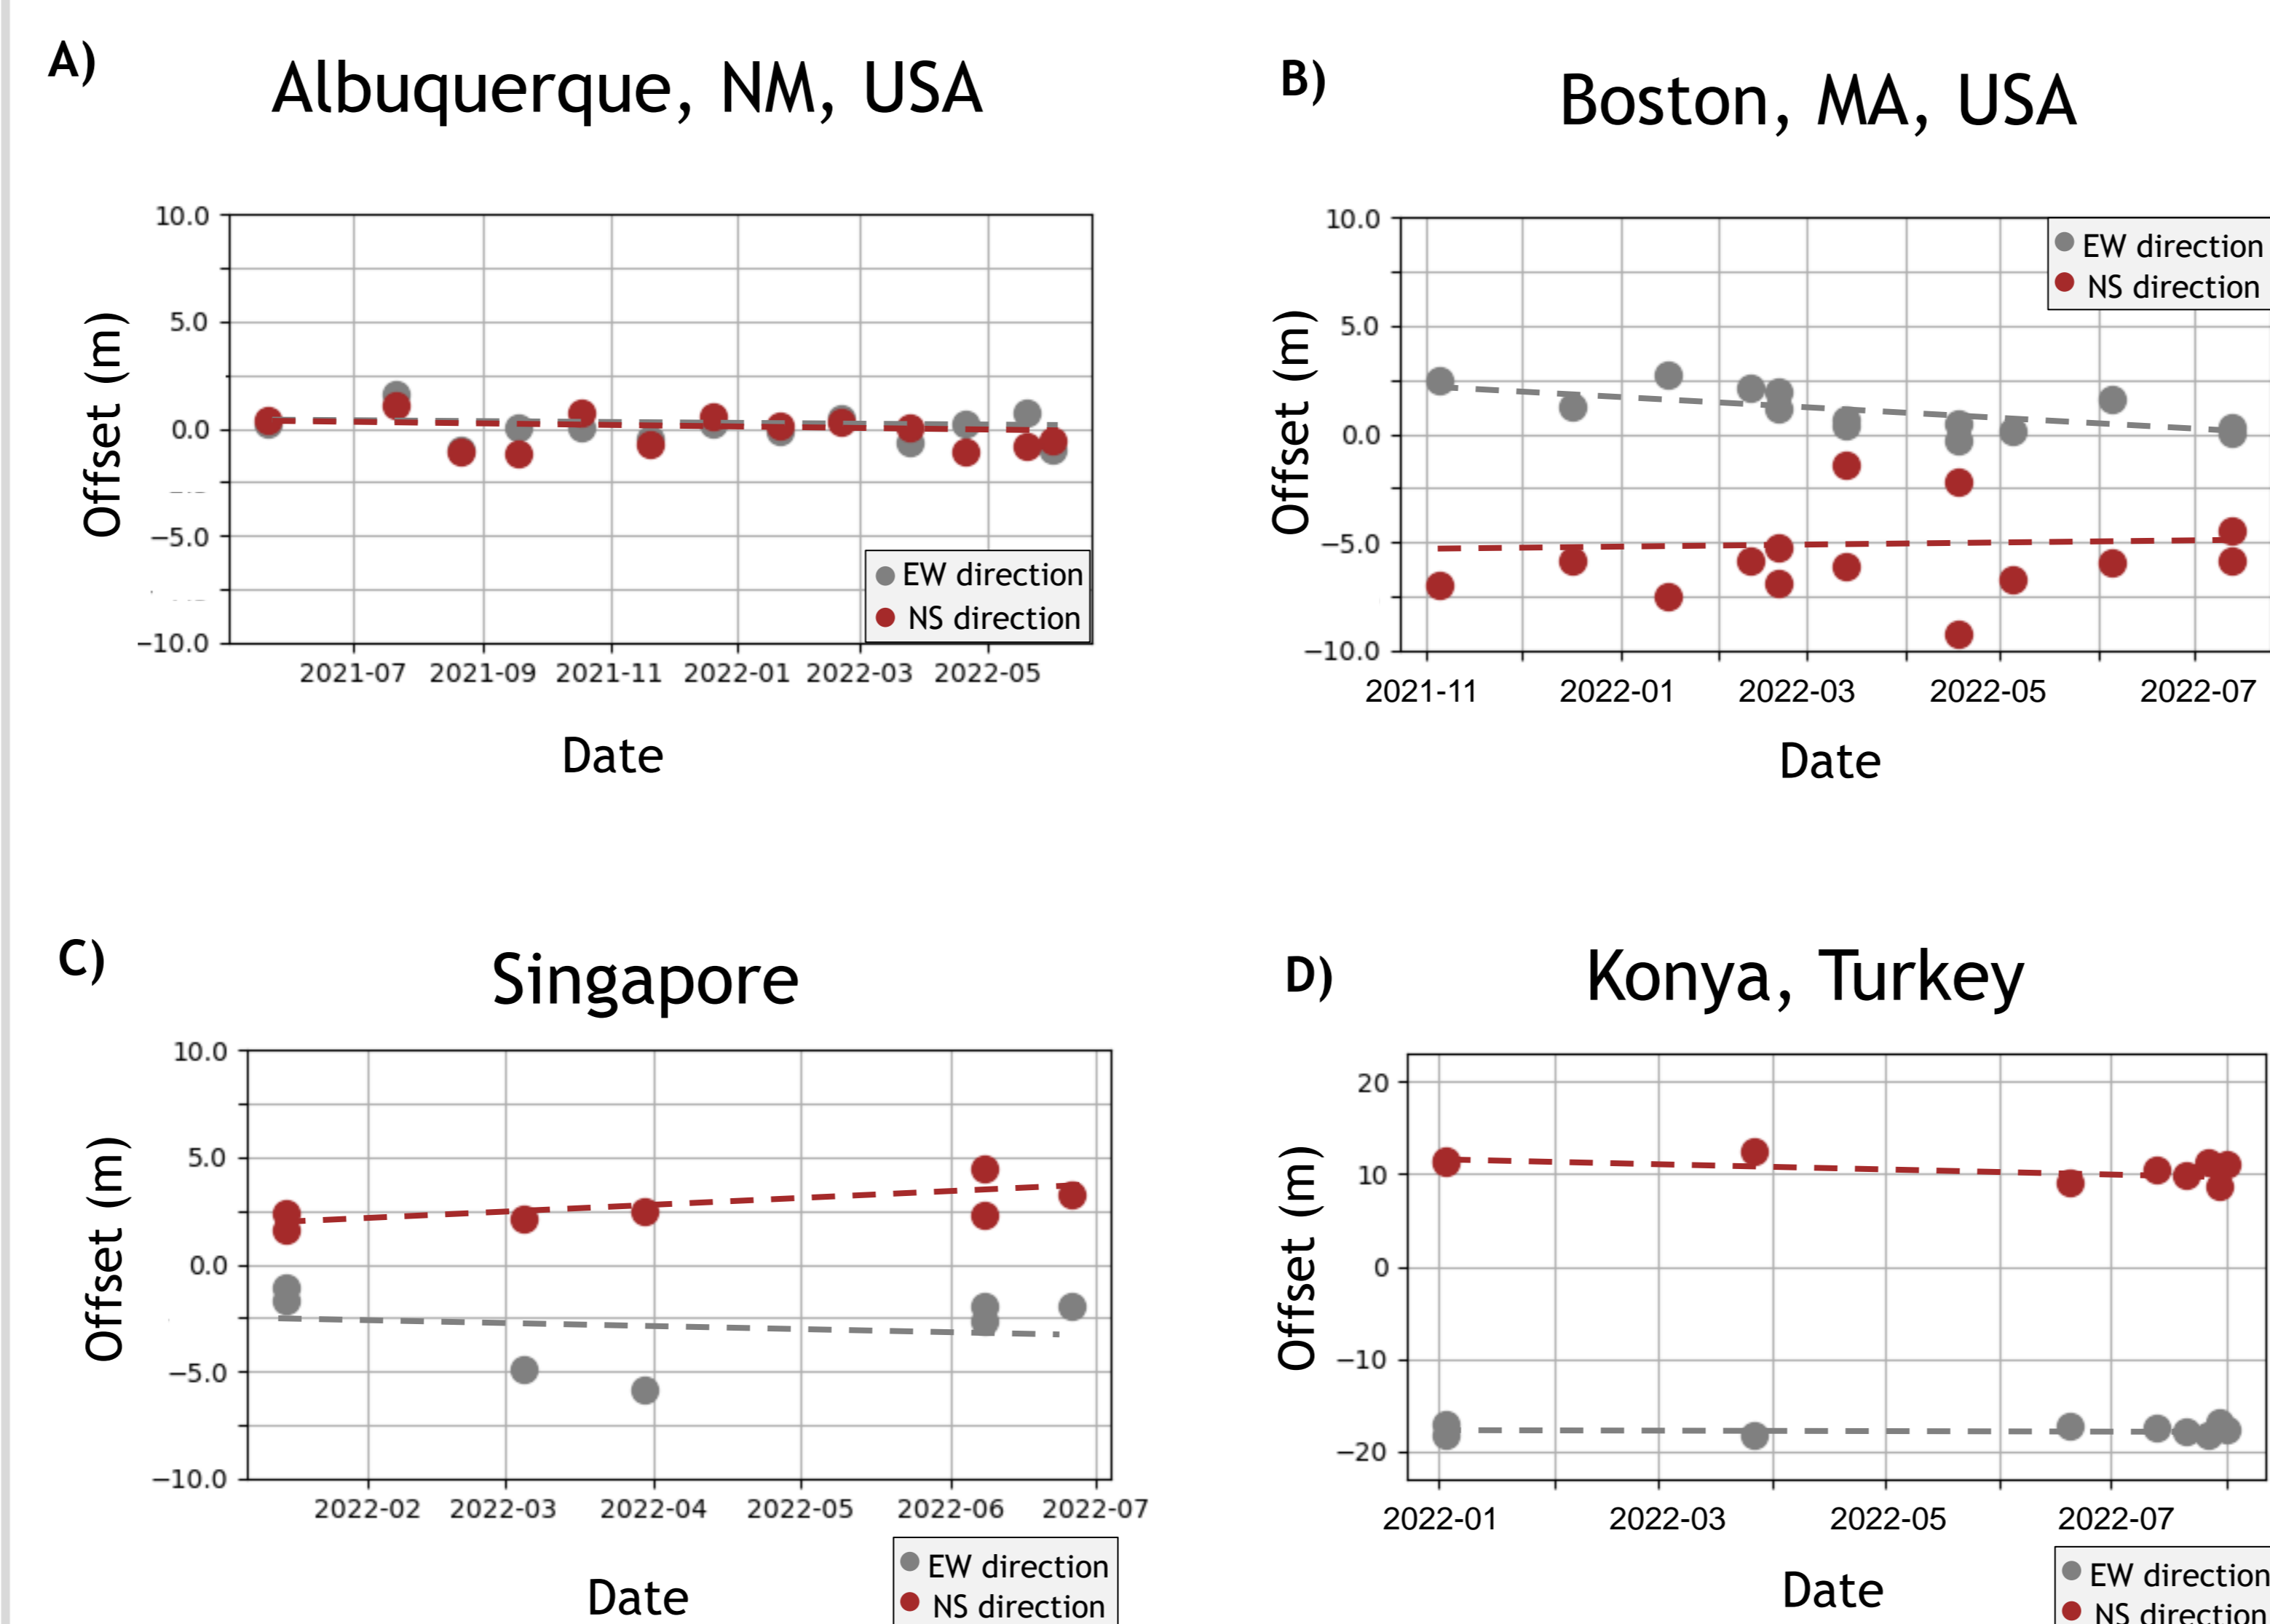 A)
Albuquerque, NM, USA
10.0
5.0
0.0
−5.0
−10.0
Offset (m)
EW direction
NS direction
2021-07 2021-09 2021-11 2022-01 2022-03 2022-05
Date
B)
Boston, MA, USA
10.0
5.0
0.0
−5.0
−10.0
Offset (m)
EW direction
NS direction
2021-11 2022-01 2022-03 2022-05 2022-07
Date
C)
Singapore
10.0
5.0
0.0
−5.0
−10.0
Offset (m)
2022-02 2022-03 2022-04 2022-05 2022-06 2022-07
Date
EW direction
NS direction
D)
Konya, Turkey
20
10
0
−10
−20
Offset (m)
2022-01 2022-03 2022-05 2022-07
Date
EW direction
NS direction